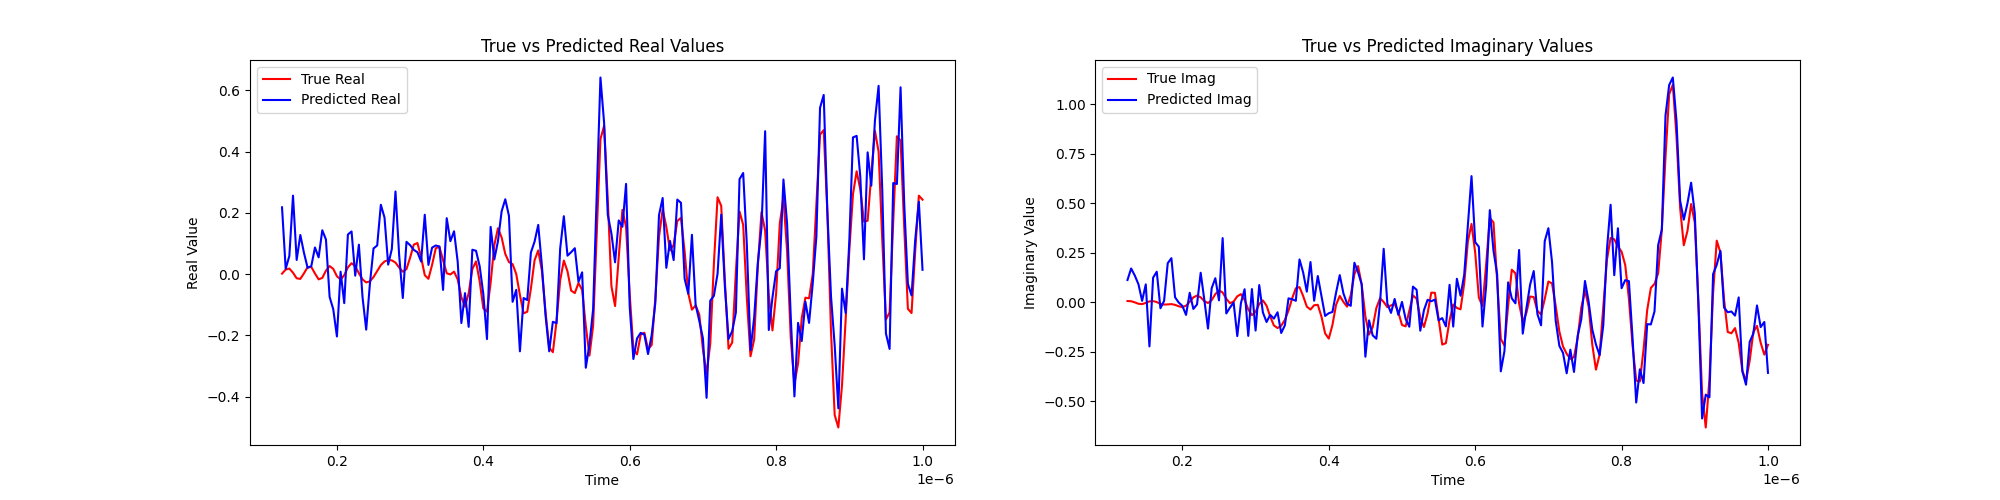 True vs Predicted Real Values
True Real
Predicted Real
Real Value
0.6
0.4
0.2
0.0
−0.2
−0.4
0.2
0.4
0.6
0.8
1.0
1e−6
Time
True vs Predicted Imaginary Values
True Imag
Predicted Imag
Imaginary Value
1.00
0.75
0.50
0.25
0.00
−0.25
−0.50
0.2
0.4
0.6
0.8
1.0
1e−6
Time